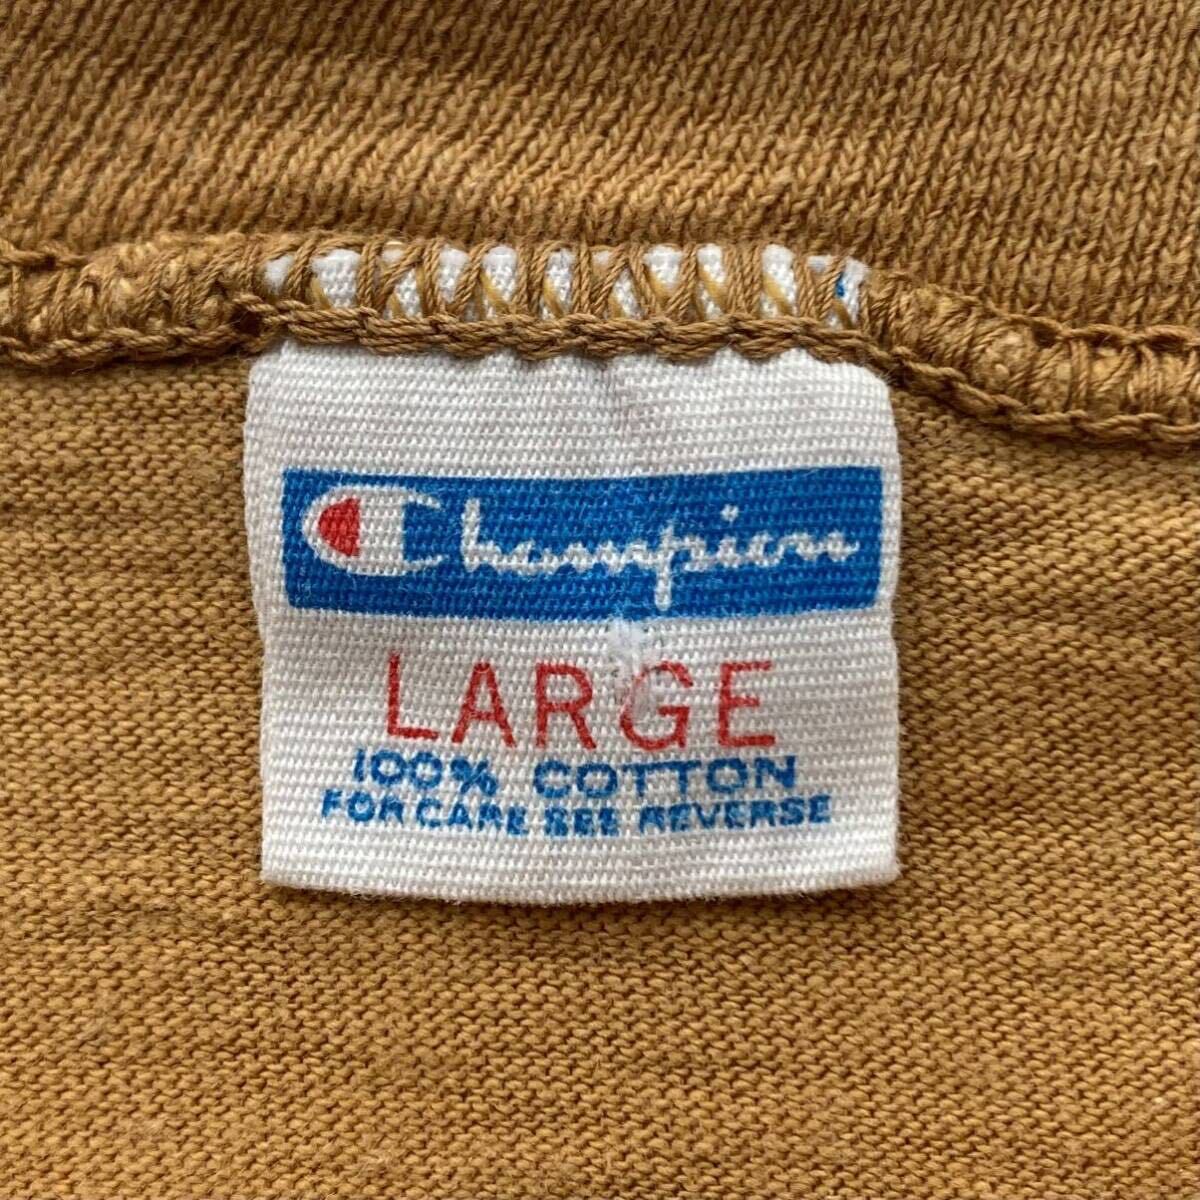 Champion
LARGE
100% COTTON
FOR CARE SEE REVERSE